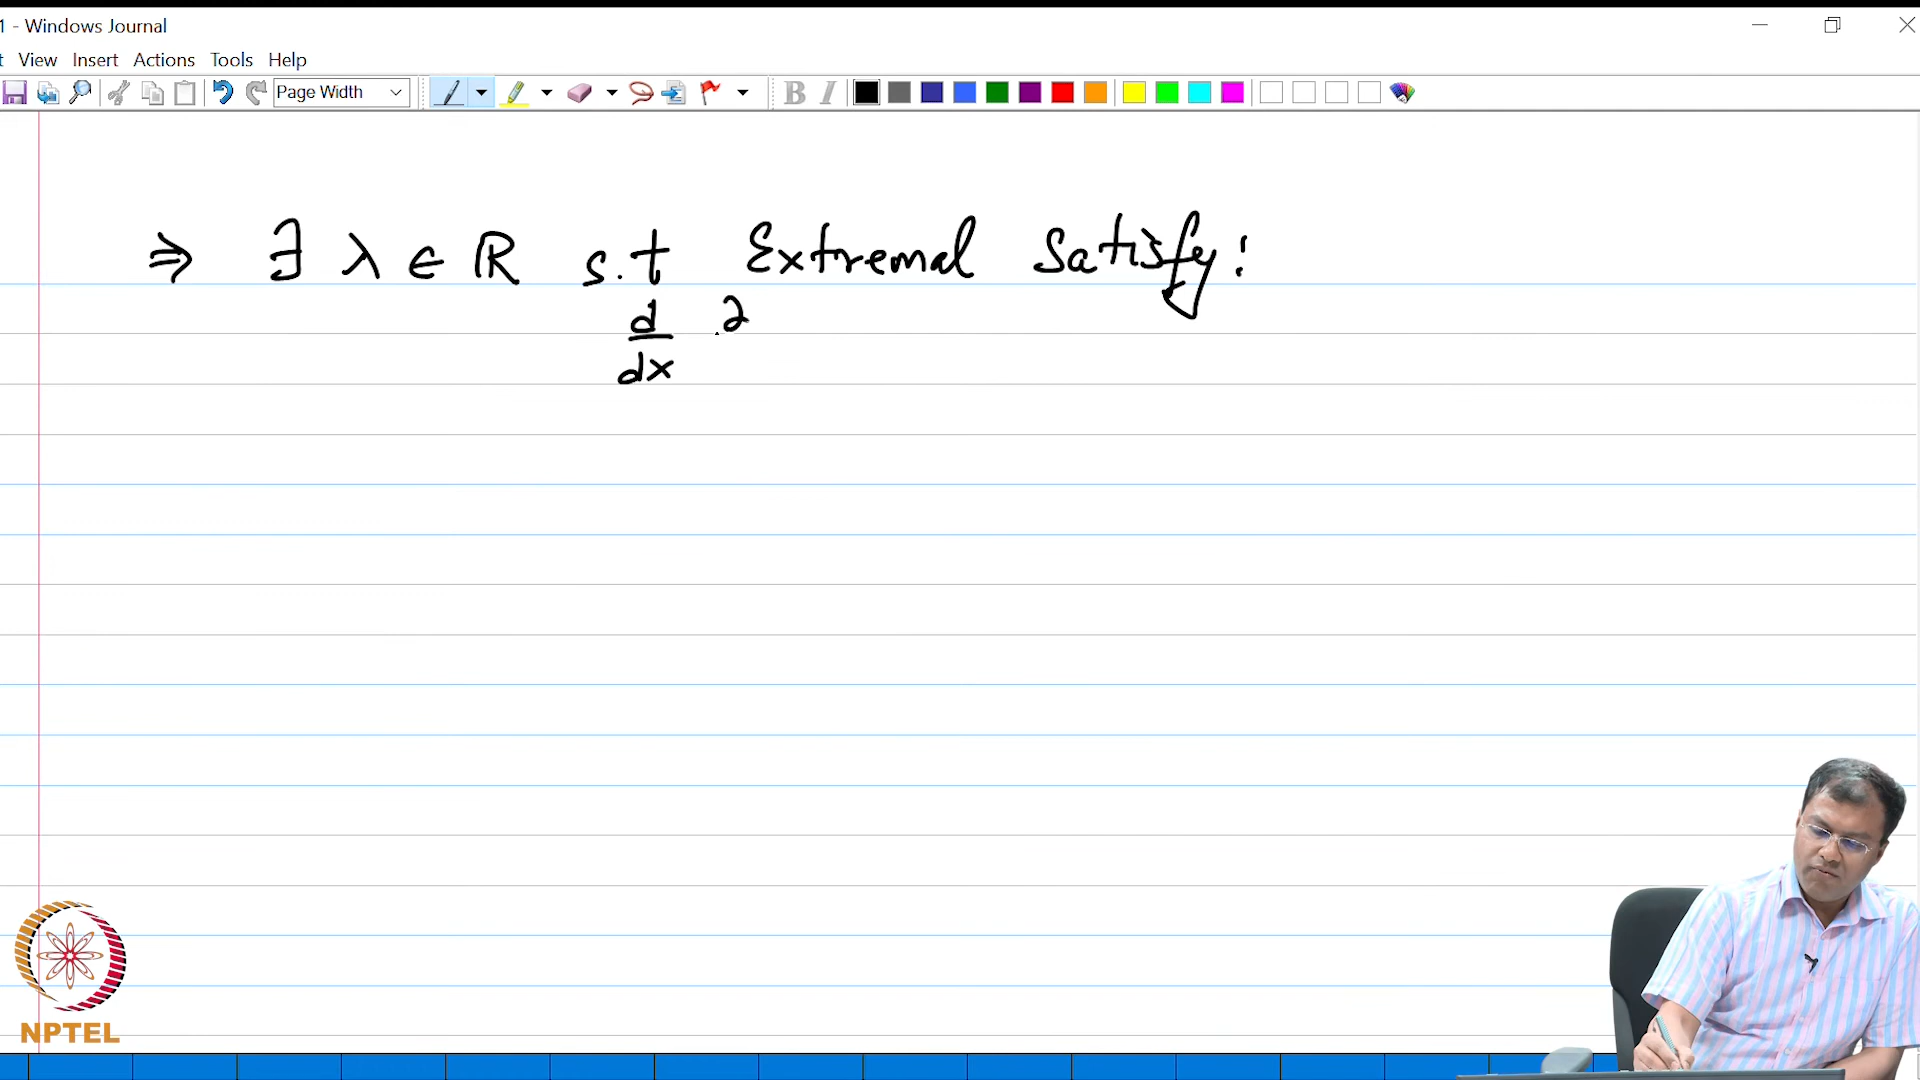 1 - Windows Journal
t View Insert Actions Tools Help
Page Width B I
⇒ ∃ λ ∈ ℝ s.t Extremal Satisfy:
d ∂
dx
NPTEL